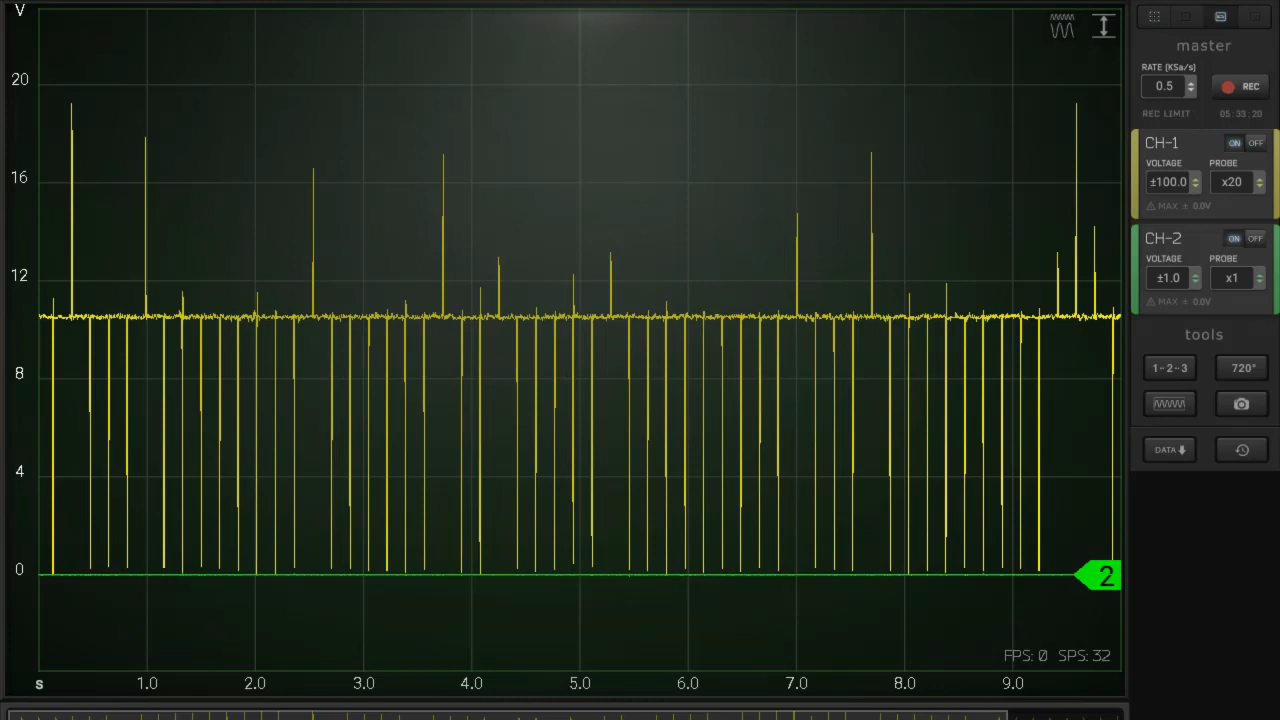 V
20
16
12
8
4
0
s 1.0 2.0 3.0 4.0 5.0 6.0 7.0 8.0 9.0
2
FPS: 0 SPS: 32
master
RATE (KSa/s)
0.5
REC
REC LIMIT 05:33:20
CH-1 ON OFF
VOLTAGE PROBE
±100.0 x20
MAX ± 0.0V
CH-2 ON OFF
VOLTAGE PROBE
±1.0 x1
MAX ± 0.0V
tools
1-2-3 720°
DATA